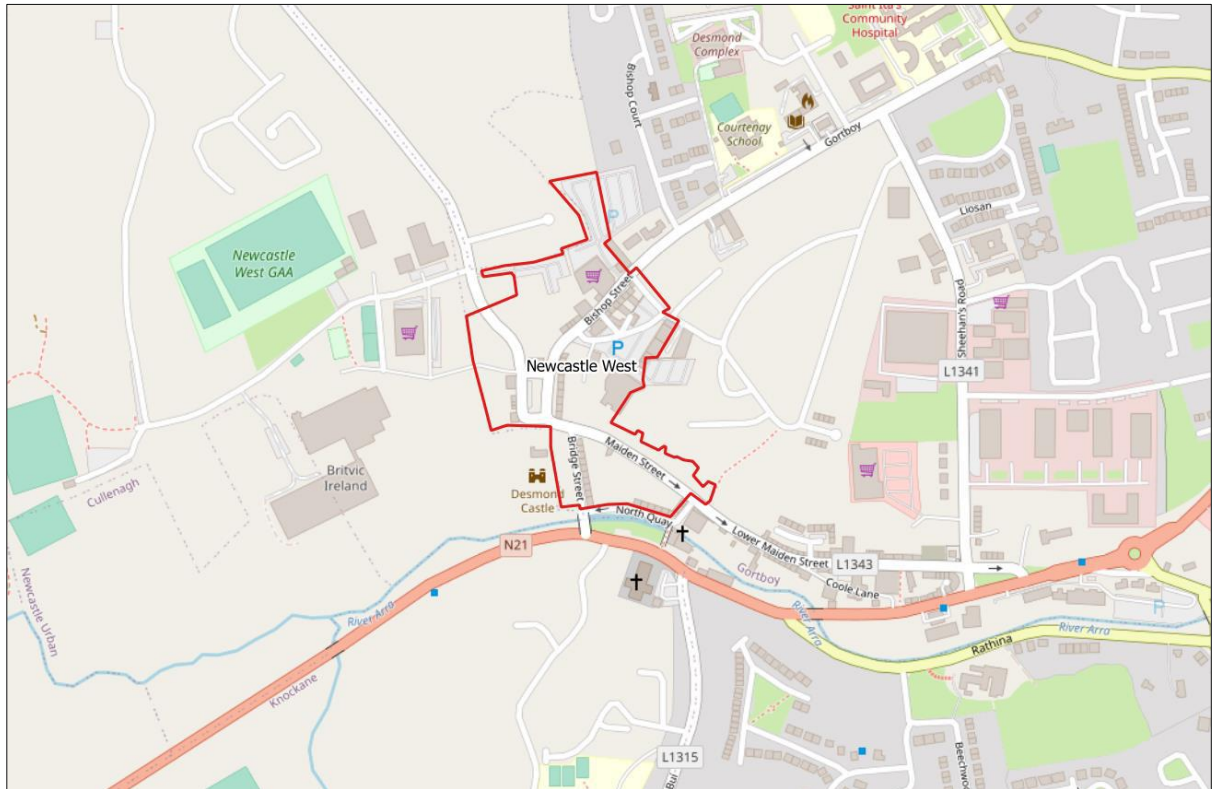 Saint Ita's
Community
Hospital
Desmond
Complex
Bishop Court
Courtenay
School
Gortboy
P
Newcastle
West GAA
Liosan
Bishop Street
Sheehan's Road
P
Newcastle West
L1341
Maiden Street
Bridge Street
Britvic
Ireland
Cullenagh
Desmond
Castle
North Quay
N21
Lower Maiden Street
L1343
Gortboy
Coole Lane
Newcastle Urban
River Arra
River Arra
P
River Arra
Rathina
Knockane
L1315
Beechwo
Bui